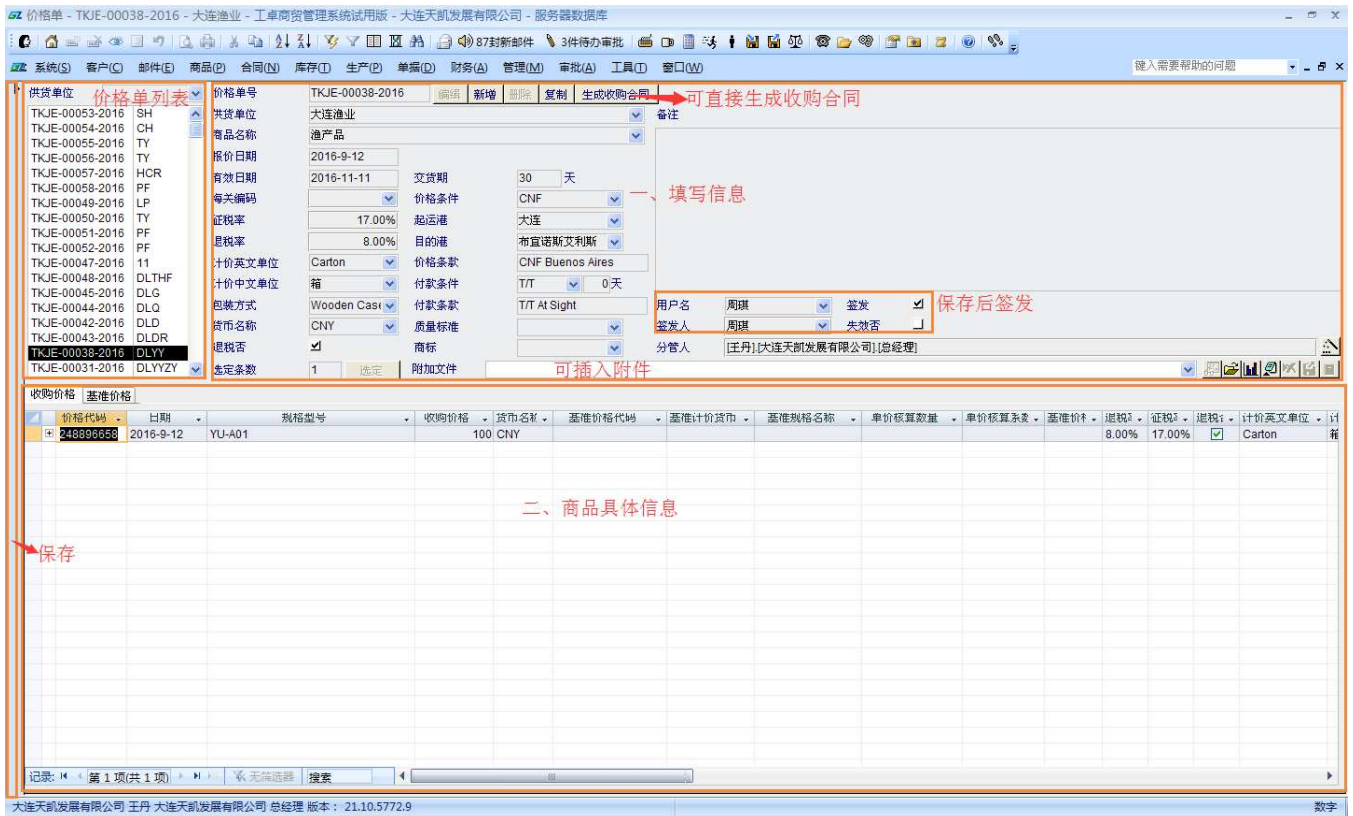 价格单 - TKJE-00038-2016 - 大连渔业 - 工卓商贸管理系统试用版 - 大连天凯发展有限公司 - 服务器数据库
87封新邮件 3件待办审批
系统(S) 客户(C) 邮件(E) 商品(P) 合同(N) 库存(I) 生产(P) 单据(D) 财务(A) 管理(M) 审批(A) 工具(T) 窗口(W) 键入需要帮助的问题
供货单位 价格单列表
TKJE-00053-2016 SH
TKJE-00054-2016 CH
TKJE-00055-2016 TY
TKJE-00056-2016 TY
TKJE-00057-2016 HCR
TKJE-00058-2016 PF
TKJE-00049-2016 LP
TKJE-00050-2016 TY
TKJE-00051-2016 PF
TKJE-00052-2016 PF
TKJE-00047-2016 11
TKJE-00048-2016 DLTHF
TKJE-00045-2016 DLG
TKJE-00044-2016 DLQ
TKJE-00042-2016 DLD
TKJE-00043-2016 DLDR
TKJE-00038-2016 DLYY
TKJE-00031-2016 DLYYZY
价格单号 TKJE-00038-2016 编缉 新增 删除 复制 生成收购合同 可直接生成收购合同
供货单位 大连渔业 备注
商品名称 渔产品
报价日期 2016-9-12
有效日期 2016-11-11 交货期 30 天
海关编码 价格条件 CNF 一、填写信息
征税率 17.00% 起运港 大连
退税率 8.00% 目的港 布宜诺斯艾利斯
计价英文单位 Carton 价格条款 CNF Buenos Aires
计价中文单位 箱 付款条件 T/T 0天
包装方式 Wooden Case 付款条款 T/T At Sight 用户名 周琪 签发 保存后签发
货币名称 CNY 质量标准 签发人 周琪 失效否
退税否 商标 分管人 [王丹].[大连天凯发展有限公司].[总经理]
选定条数 1 选定 附加文件 可插入附件
收购价格 基准价格
价格代码 日期 规格型号 收购价格 货币名称 基准价格代码 基准计价货币 基准规格名称 单价核算数量 单价核算系数 基准价格 退税率 征税率 退税否 计价英文单位 计
248896658 2016-9-12 YU-A01 100 CNY 8.00% 17.00% Carton 箱
二、商品具体信息
保存
记录: 第 1 项(共 1 项) 无筛选器 搜索
大连天凯发展有限公司 王丹 大连天凯发展有限公司 总经理 版本： 21.10.5772.9 数字